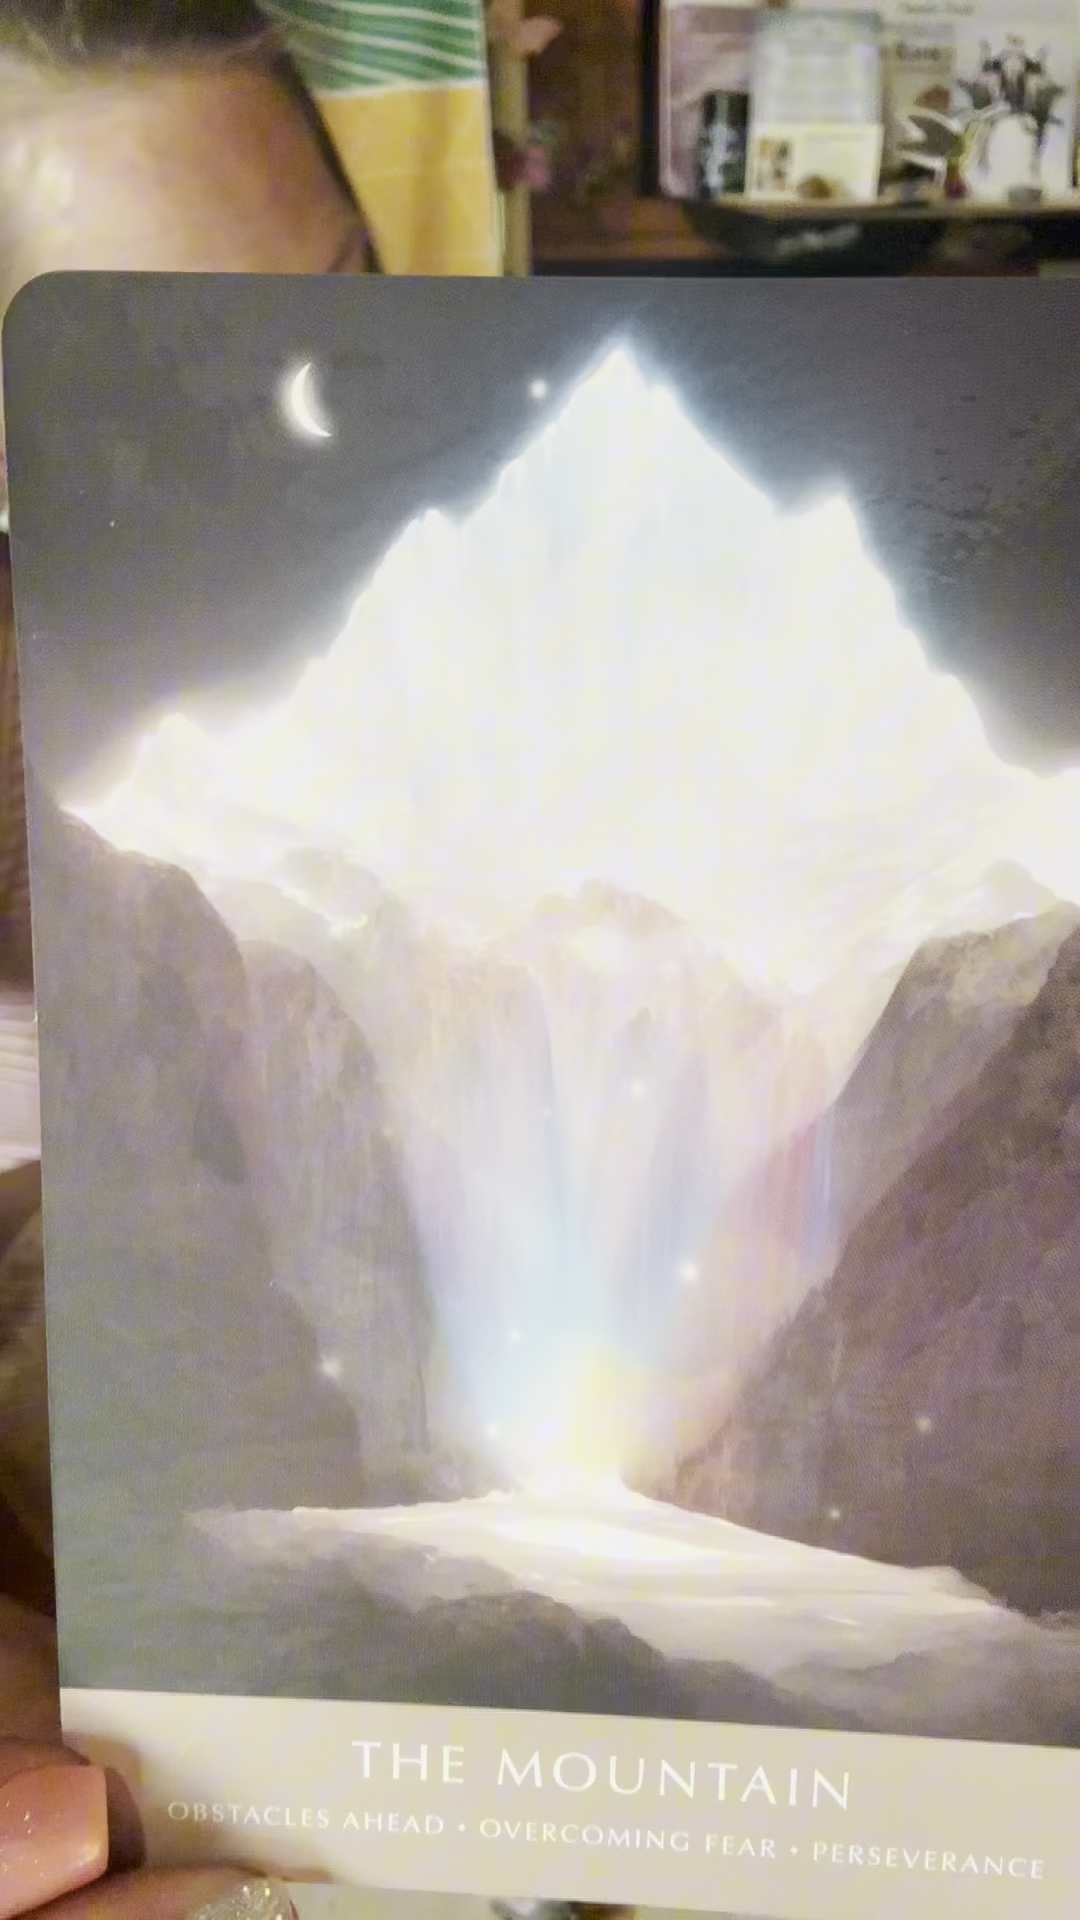 THE MOUNTAIN
OBSTACLES AHEAD • OVERCOMING FEAR • PERSEVERANCE